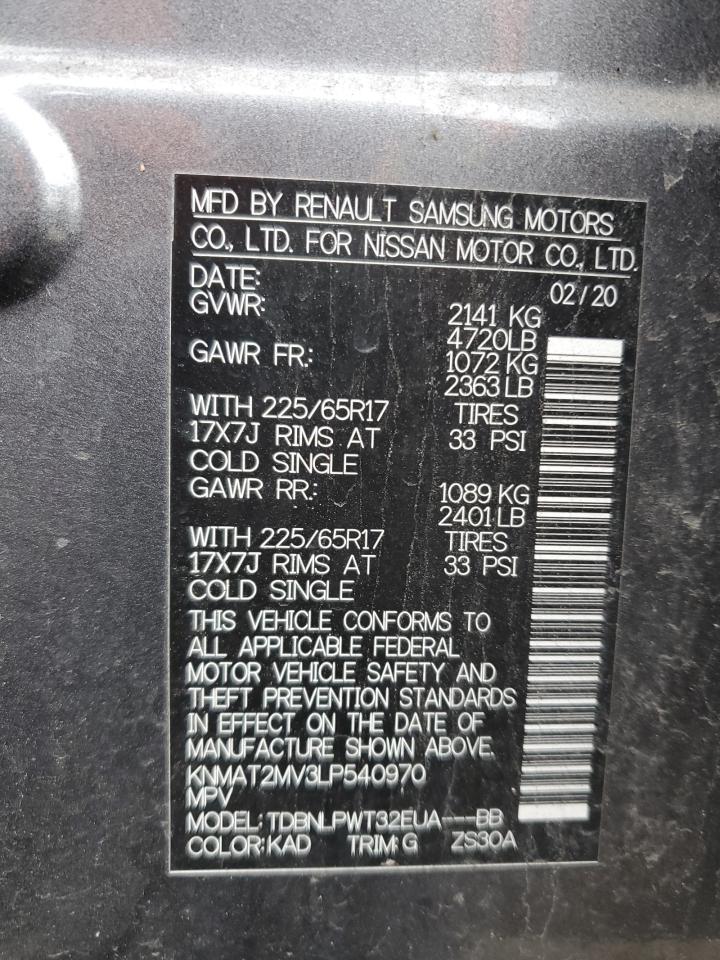 MFD BY RENAULT SAMSUNG MOTORS
CO., LTD. FOR NISSAN MOTOR CO., LTD.
DATE: 02/20
GVWR: 2141 KG
4720LB
GAWR FR.: 1072 KG
2363 LB
WITH 225/65R17 TIRES
17X7J RIMS AT 33 PSI
COLD SINGLE
GAWR RR.: 1089 KG
2401 LB
WITH 225/65R17 TIRES
17X7J RIMS AT 33 PSI
COLD SINGLE
THIS VEHICLE CONFORMS TO
ALL APPLICABLE FEDERAL
MOTOR VEHICLE SAFETY AND
THEFT PREVENTION STANDARDS
IN EFFECT ON THE DATE OF
MANUFACTURE SHOWN ABOVE.
KNMAT2MV3LP540970
MPV
MODEL: TDBNLPWT32EUA---BB
COLOR: KAD TRIM: G ZS30A